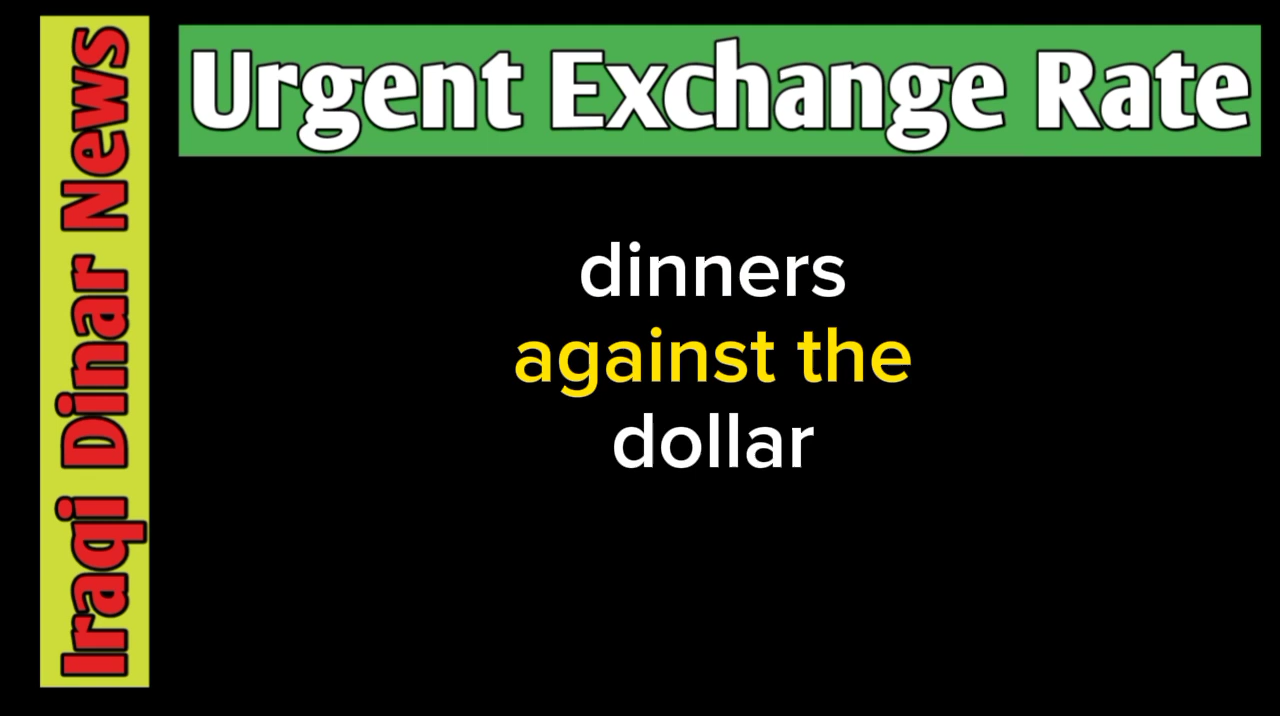 Iraqi Dinar News
Urgent Exchange Rate
dinners
against the
dollar